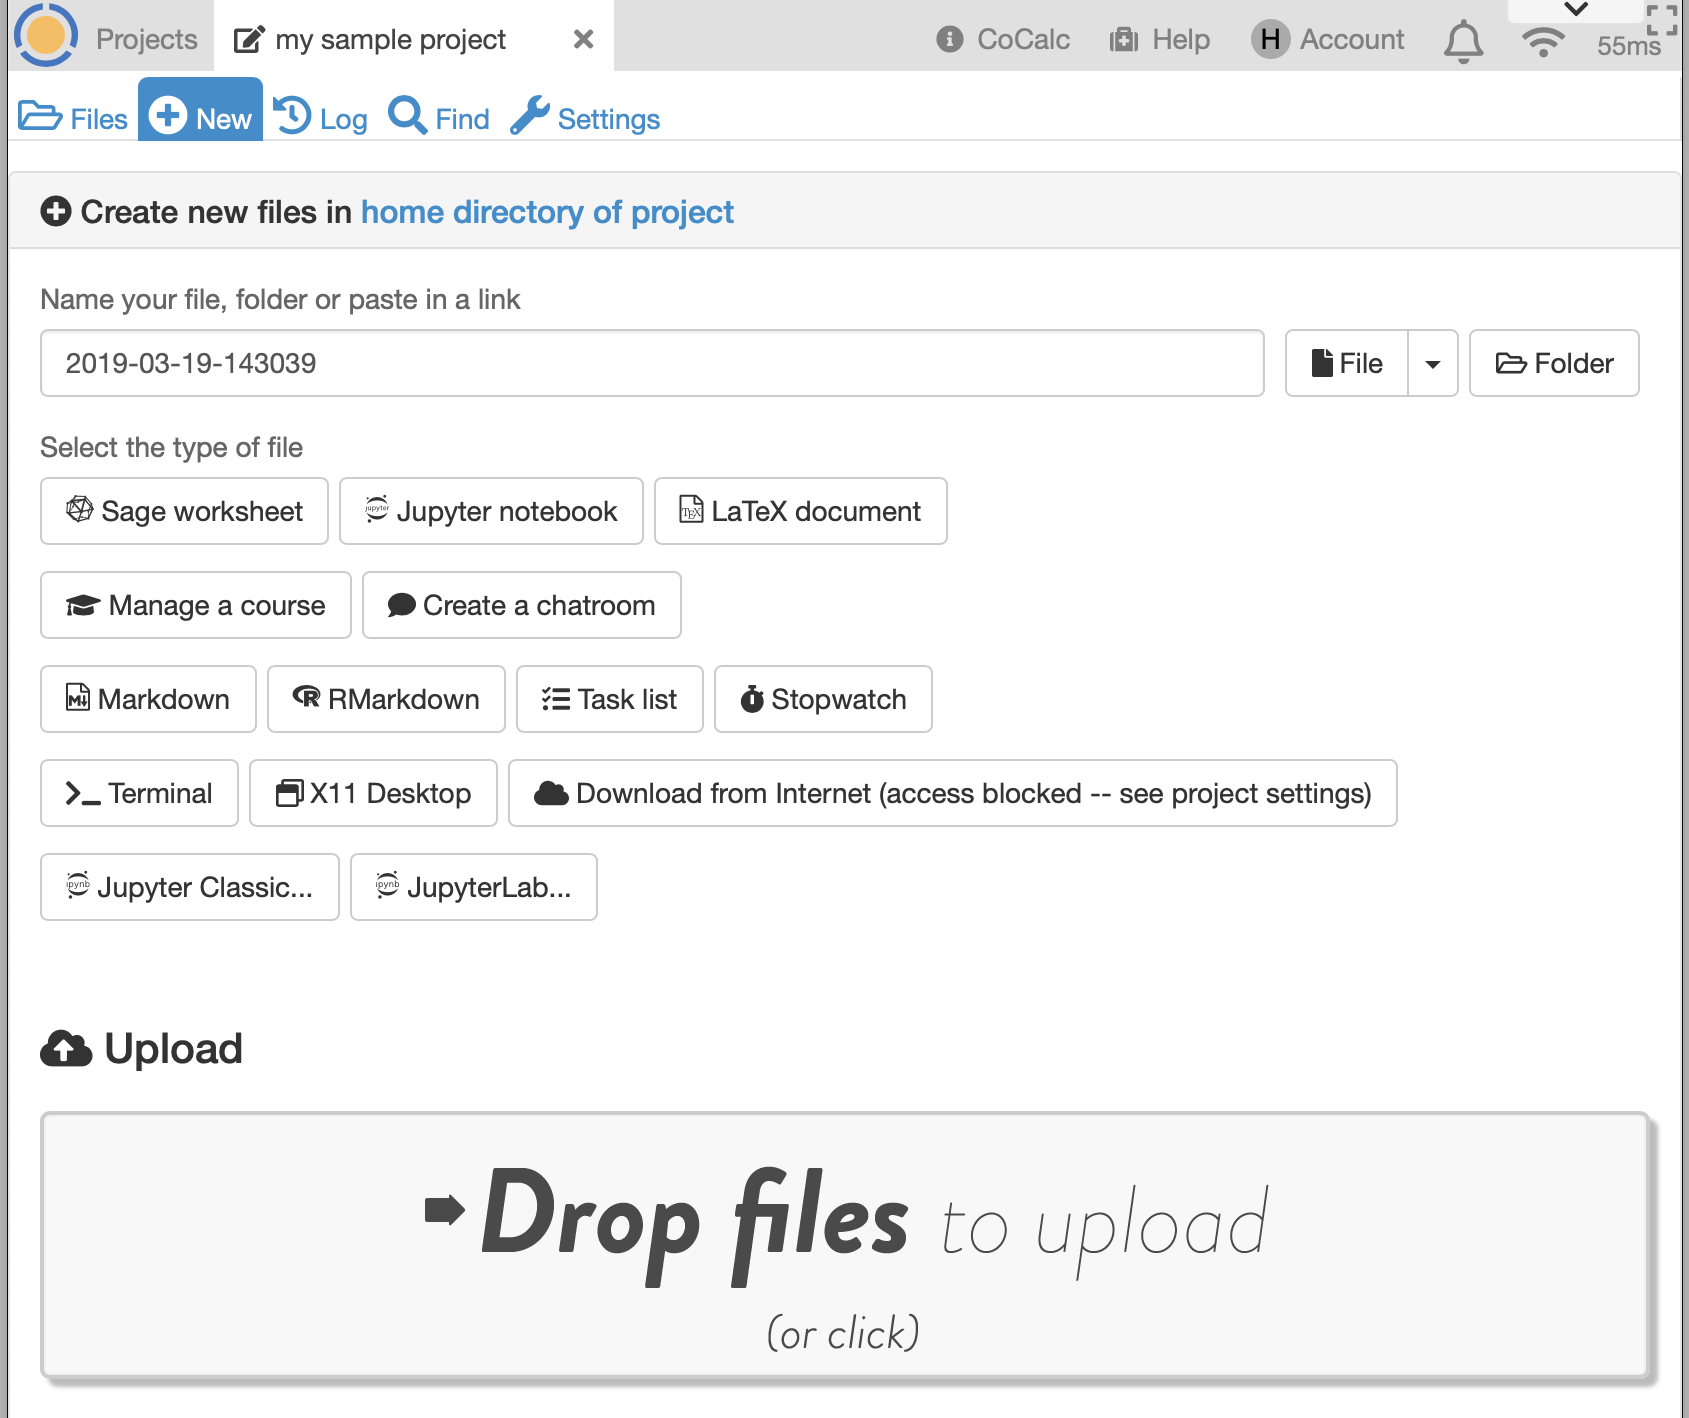 Projects my sample project CoCalc Help H Account 55ms
Files New Log Find Settings
Create new files in home directory of project
Name your file, folder or paste in a link
2019-03-19-143039 File Folder
Select the type of file
Sage worksheet jupyter Jupyter notebook TEX LaTeX document
Manage a course Create a chatroom
M Markdown R RMarkdown Task list Stopwatch
Terminal X11 Desktop Download from Internet (access blocked -- see project settings)
ipynb Jupyter Classic... ipynb JupyterLab...
Upload
Drop files to upload
(or click)